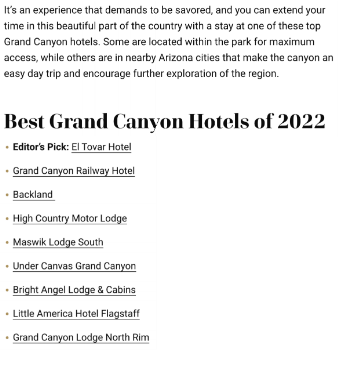 It's an experience that demands to be savored, and you can extend your
time in this beautiful part of the country with a stay at one of these top
Grand Canyon hotels. Some are located within the park for maximum
access, while others are in nearby Arizona cities that make the canyon an
easy day trip and encourage further exploration of the region.
Best Grand Canyon Hotels of 2022
• Editor's Pick: El Tovar Hotel
• Grand Canyon Railway Hotel
• Backland
• High Country Motor Lodge
• Maswik Lodge South
• Under Canvas Grand Canyon
• Bright Angel Lodge & Cabins
• Little America Hotel Flagstaff
• Grand Canyon Lodge North Rim